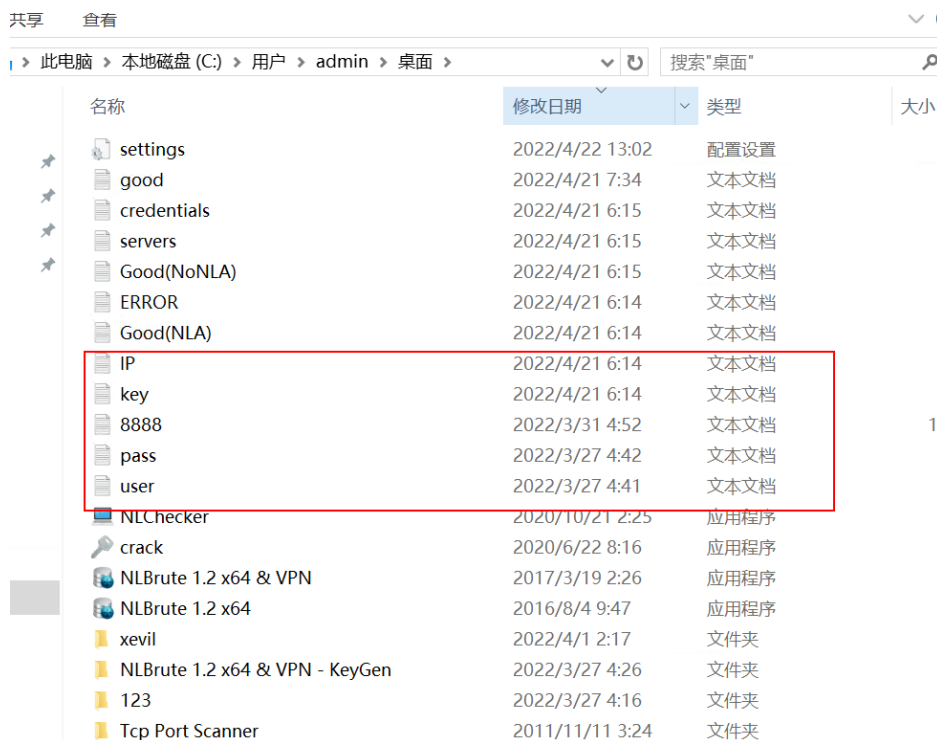 共享 查看
此电脑 > 本地磁盘 (C:) > 用户 > admin > 桌面 > 搜索"桌面"
名称 修改日期 类型 大小
settings 2022/4/22 13:02 配置设置
good 2022/4/21 7:34 文本文档
credentials 2022/4/21 6:15 文本文档
servers 2022/4/21 6:15 文本文档
Good(NoNLA) 2022/4/21 6:15 文本文档
ERROR 2022/4/21 6:14 文本文档
Good(NLA) 2022/4/21 6:14 文本文档
IP 2022/4/21 6:14 文本文档
key 2022/4/21 6:14 文本文档
8888 2022/3/31 4:52 文本文档 1
pass 2022/3/27 4:42 文本文档
user 2022/3/27 4:41 文本文档
NLChecker 2020/10/21 2:25 应用程序
crack 2020/6/22 8:16 应用程序
NLBrute 1.2 x64 & VPN 2017/3/19 2:26 应用程序
NLBrute 1.2 x64 2016/8/4 9:47 应用程序
xevil 2022/4/1 2:17 文件夹
NLBrute 1.2 x64 & VPN - KeyGen 2022/3/27 4:26 文件夹
123 2022/3/27 4:16 文件夹
Tcp Port Scanner 2011/11/11 3:24 文件夹